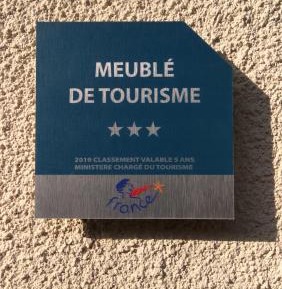 MEUBLÉ
DE TOURISME
2019 CLASSEMENT VALABLE 5 ANS
MINISTERE CHARGÉ DU TOURISME
France